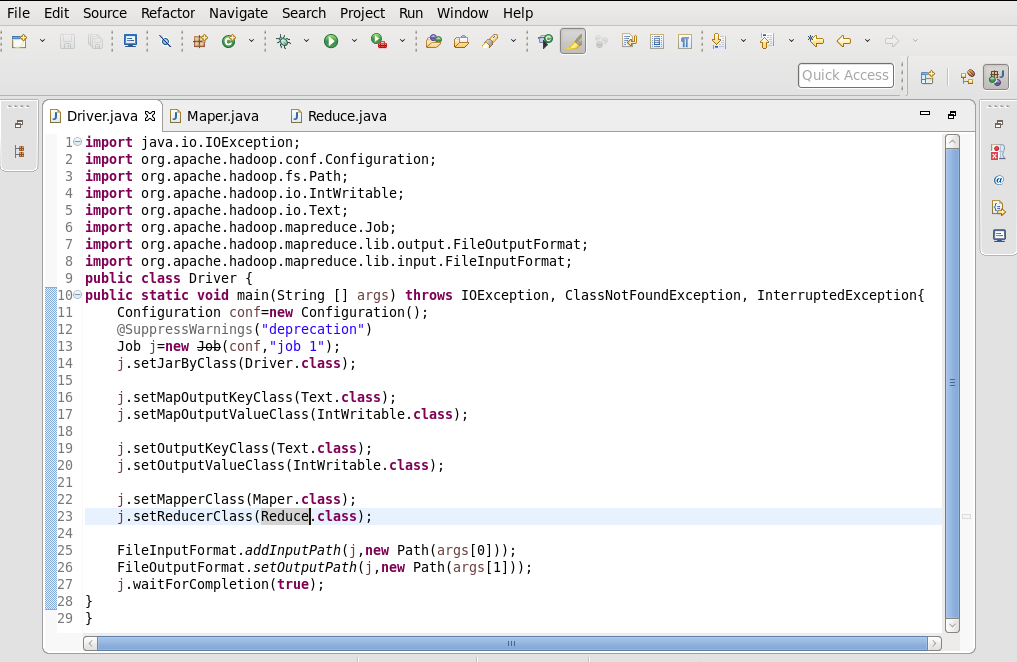 File Edit Source Refactor Navigate Search Project Run Window Help
Quick Access
Driver.java Maper.java Reduce.java
1 import java.io.IOException;
2 import org.apache.hadoop.conf.Configuration;
3 import org.apache.hadoop.fs.Path;
4 import org.apache.hadoop.io.IntWritable;
5 import org.apache.hadoop.io.Text;
6 import org.apache.hadoop.mapreduce.Job;
7 import org.apache.hadoop.mapreduce.lib.output.FileOutputFormat;
8 import org.apache.hadoop.mapreduce.lib.input.FileInputFormat;
9 public class Driver {
10 public static void main(String [] args) throws IOException, ClassNotFoundException, InterruptedException{
11 Configuration conf=new Configuration();
12 @SuppressWarnings("deprecation")
13 Job j=new Job(conf,"job 1");
14 j.setJarByClass(Driver.class);
15
16 j.setMapOutputKeyClass(Text.class);
17 j.setMapOutputValueClass(IntWritable.class);
18
19 j.setOutputKeyClass(Text.class);
20 j.setOutputValueClass(IntWritable.class);
21
22 j.setMapperClass(Maper.class);
23 j.setReducerClass(Reduce.class);
24
25 FileInputFormat.addInputPath(j,new Path(args[0]));
26 FileOutputFormat.setOutputPath(j,new Path(args[1]));
27 j.waitForCompletion(true);
28 }
29 }